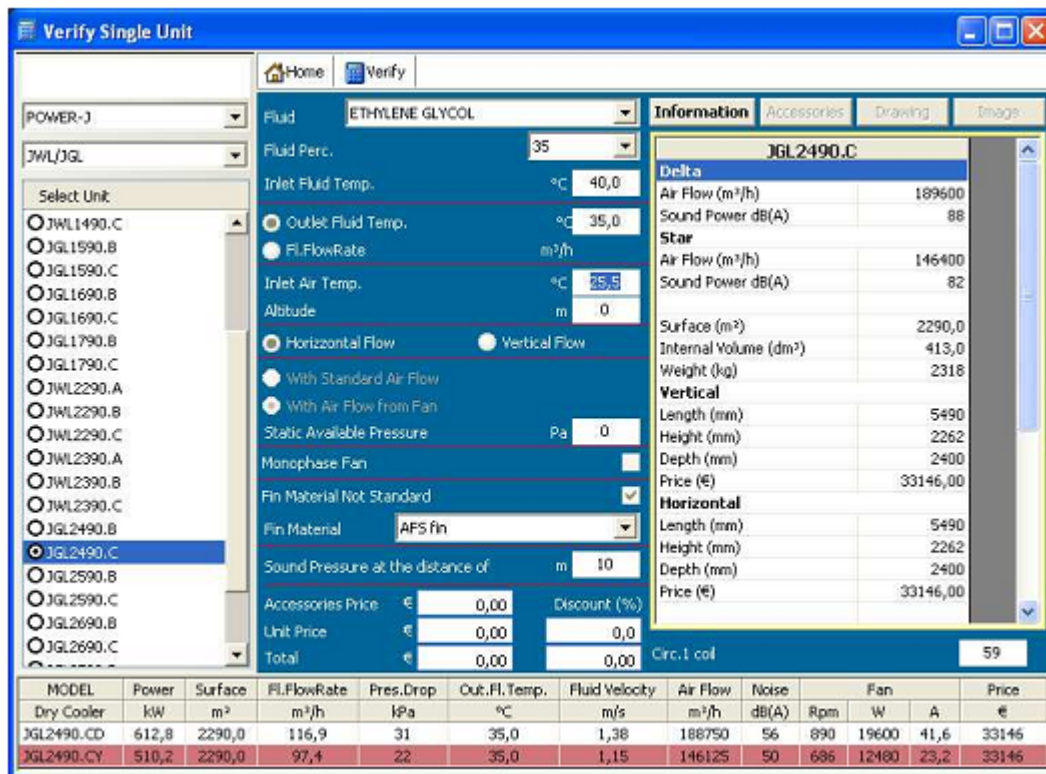 Verify Single Unit
Home Verify
POWER-J
JWL/JGL
Select Unit
JWL1490.C
JGL1590.B
JGL1590.C
JGL1690.B
JGL1690.C
JGL1790.B
JGL1790.C
JWL2290.A
JWL2290.B
JWL2290.C
JWL2390.A
JWL2390.B
JWL2390.C
JGL2490.B
JGL2490.C
JGL2590.B
JGL2590.C
JGL2690.B
JGL2690.C
Fluid ETHYLENE GLYCOL
Fluid Perc. 35
Inlet Fluid Temp. °C 40,0
Outlet Fluid Temp. °C 35,0
Fl.FlowRate m³/h
Inlet Air Temp. °C 25,5
Altitude m 0
Horizzontal Flow Vertical Flow
With Standard Air Flow
With Air Flow from Fan
Static Available Pressure Pa 0
Monophase Fan
Fin Material Not Standard
Fin Material AFS fin
Sound Pressure at the distance of m 10
Accessories Price € 0,00 Discount (%)
Unit Price € 0,00 0,0
Total € 0,00 0,00
Information Accessories Drawing Image
JGL2490.C
Delta
Air Flow (m³/h) 189600
Sound Power dB(A) 88
Star
Air Flow (m³/h) 146400
Sound Power dB(A) 82
Surface (m²) 2290,0
Internal Volume (dm³) 413,0
Weight (kg) 2318
Vertical
Length (mm) 5490
Height (mm) 2262
Depth (mm) 2400
Price (€) 33146,00
Horizontal
Length (mm) 5490
Height (mm) 2262
Depth (mm) 2400
Price (€) 33146,00
Circ.1 coil 59
MODEL Power Surface Fl.FlowRate Pres.Drop Out.Fl.Temp. Fluid Velocity Air Flow Noise Fan Price
Dry Cooler kW m² m³/h kPa °C m/s m³/h dB(A) Rpm W A €
JGL2490.CD 612,8 2290,0 116,9 31 35,0 1,38 188750 56 890 19600 41,6 33146
JGL2490.CY 510,2 2290,0 97,4 22 35,0 1,15 146125 50 686 12480 23,2 33146